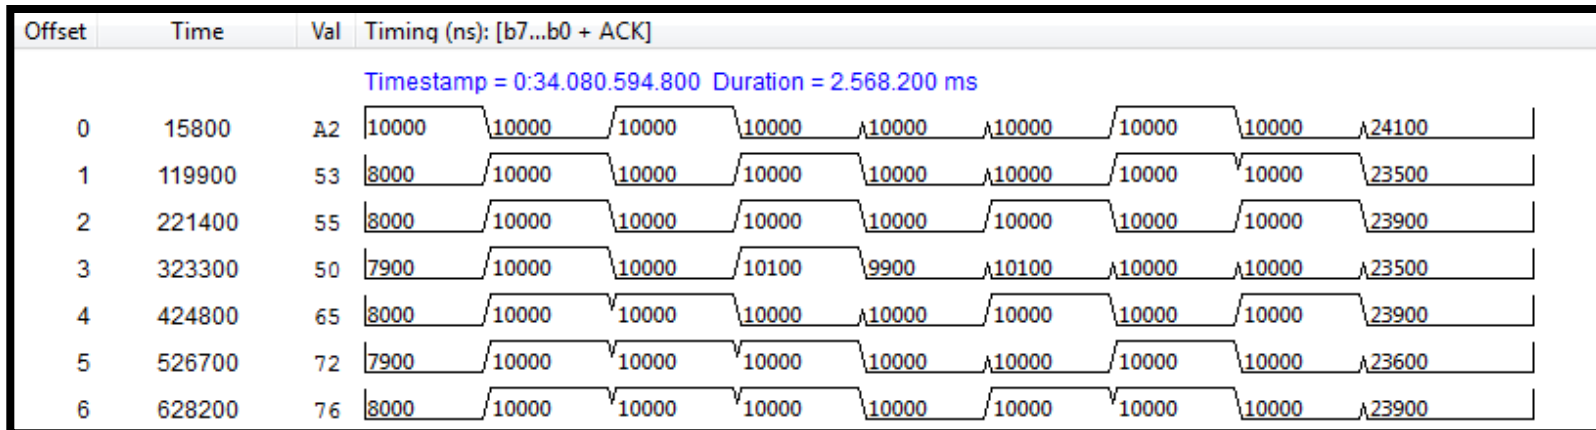 Offset Time Val Timing (ns): [b7...b0 + ACK]
Timestamp = 0:34.080.594.800 Duration = 2.568.200 ms
0 15800 A2 10000 10000 10000 10000 10000 10000 10000 10000 24100
1 119900 53 8000 10000 10000 10000 10000 10000 10000 10000 23500
2 221400 55 8000 10000 10000 10000 10000 10000 10000 10000 23900
3 323300 50 7900 10000 10000 10100 9900 10100 10000 10000 23500
4 424800 65 8000 10000 10000 10000 10000 10000 10000 10000 23900
5 526700 72 7900 10000 10000 10000 10000 10000 10000 10000 23600
6 628200 76 8000 10000 10000 10000 10000 10000 10000 10000 23900